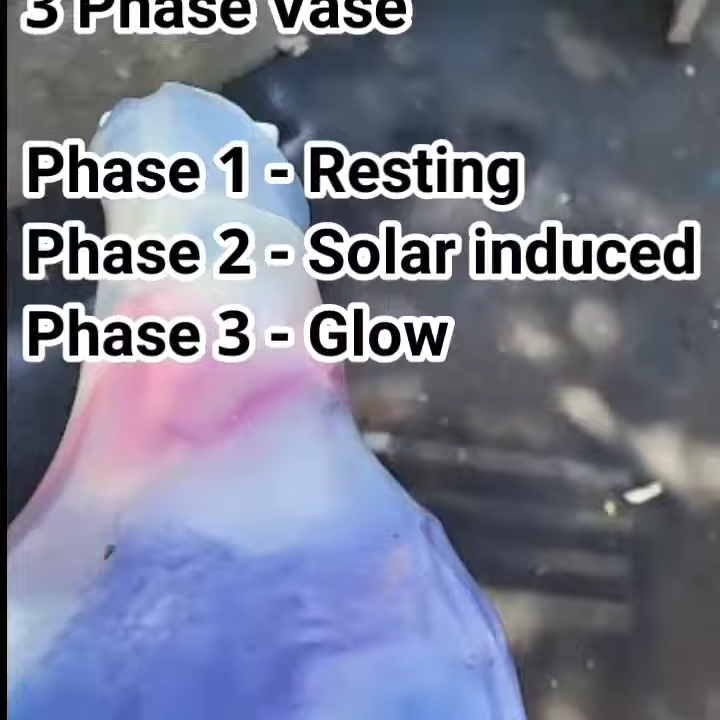 3 Phase Vase
Phase 1 - Resting
Phase 2 - Solar induced
Phase 3 - Glow